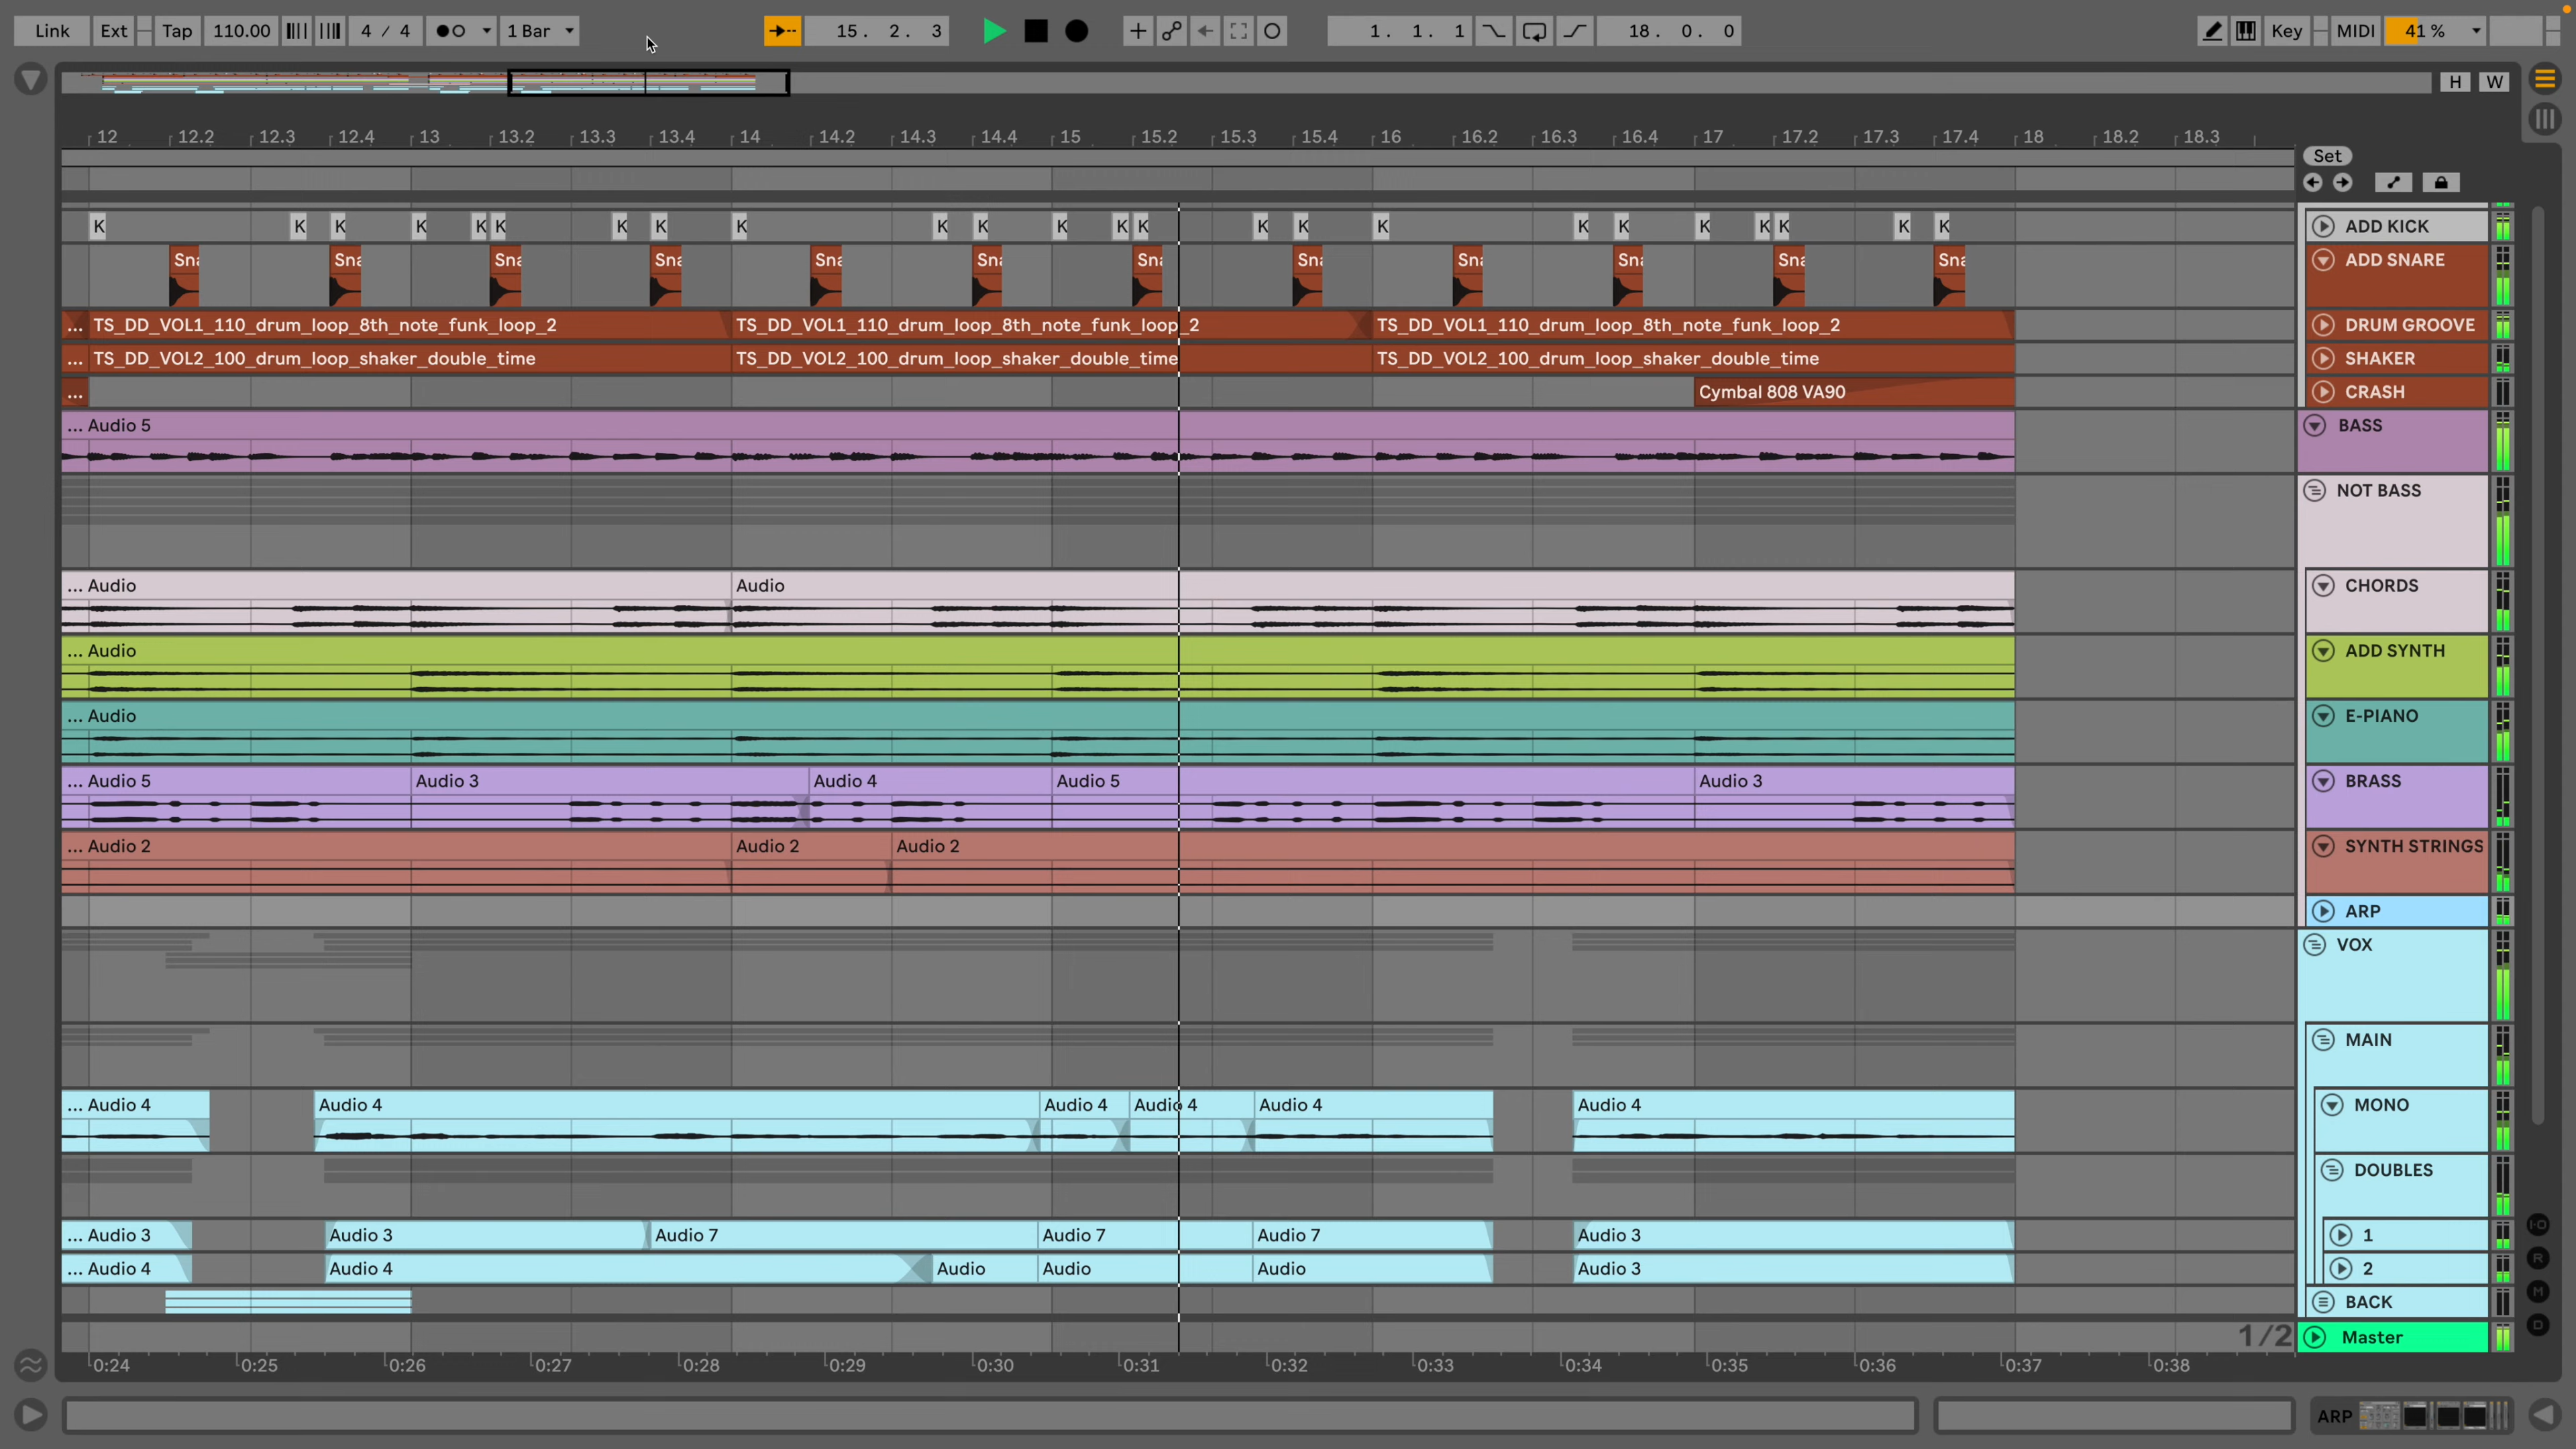 Link Ext Tap 110.00 4 / 4 1 Bar 15. 2. 3 1. 1. 1 18. 0. 0 Key MIDI 41 %
H W
12 12.2 12.3 12.4 13 13.2 13.3 13.4 14 14.2 14.3 14.4 15 15.2 15.3 15.4 16 16.2 16.3 16.4 17 17.2 17.3 17.4 18 18.2 18.3
Set
K K K K K K K K K K K K K K K K K K K K K K K ADD KICK
Sna Sna Sna Sna Sna Sna Sna Sna Sna Sna Sna Sna ADD SNARE
... TS_DD_VOL1_110_drum_loop_8th_note_funk_loop_2 TS_DD_VOL1_110_drum_loop_8th_note_funk_loop_2 TS_DD_VOL1_110_drum_loop_8th_note_funk_loop_2 DRUM GROOVE
... TS_DD_VOL2_100_drum_loop_shaker_double_time TS_DD_VOL2_100_drum_loop_shaker_double_time TS_DD_VOL2_100_drum_loop_shaker_double_time SHAKER
... Cymbal 808 VA90 CRASH
... Audio 5 BASS
NOT BASS
... Audio Audio CHORDS
... Audio ADD SYNTH
... Audio E-PIANO
... Audio 5 Audio 3 Audio 4 Audio 5 Audio 3 BRASS
... Audio 2 Audio 2 Audio 2 SYNTH STRINGS
ARP
VOX
MAIN
... Audio 4 Audio 4 Audio 4 Audio 4 Audio 4 Audio 4 MONO
DOUBLES
... Audio 3 Audio 3 Audio 7 Audio 7 Audio 7 Audio 3 1
... Audio 4 Audio 4 Audio Audio Audio Audio 3 2
BACK
1/2 Master
0:24 0:25 0:26 0:27 0:28 0:29 0:30 0:31 0:32 0:33 0:34 0:35 0:36 0:37 0:38
I-O
R
M
D
ARP